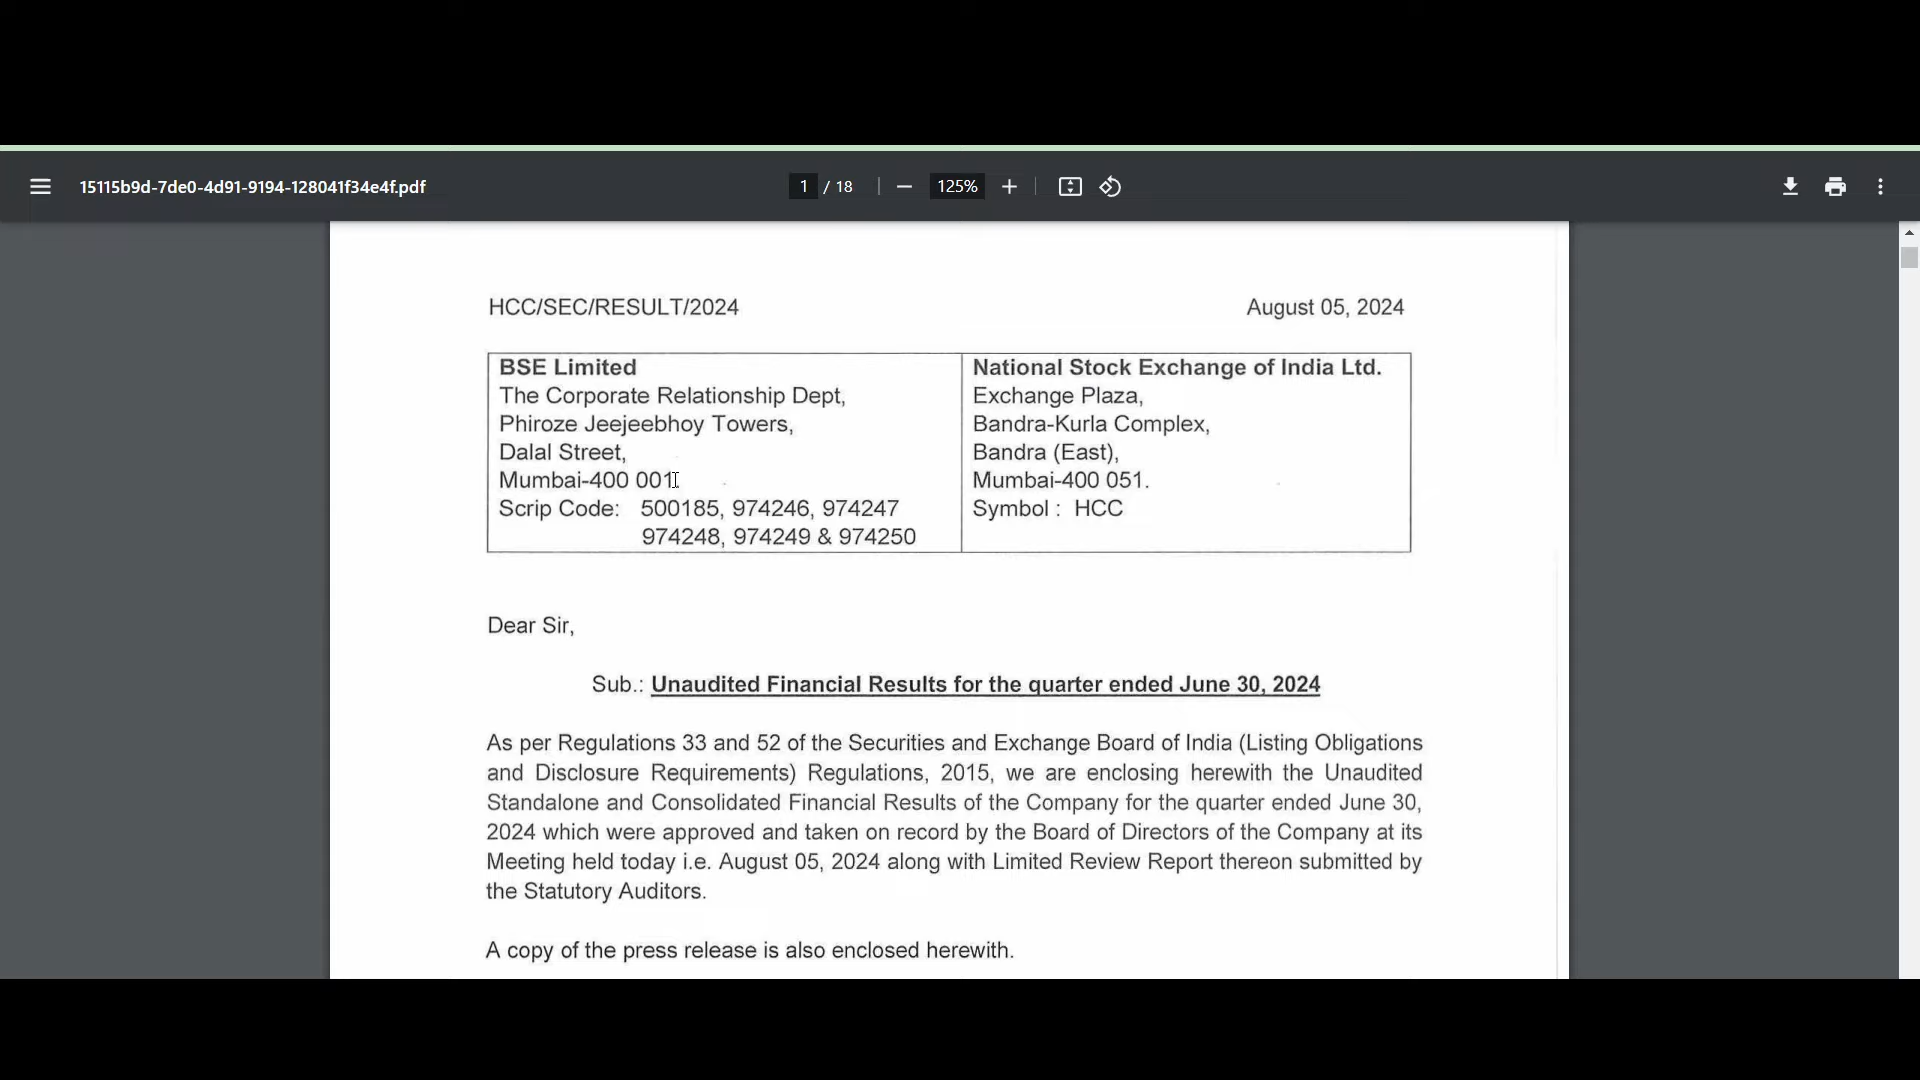 15115b9d-7de0-4d91-9194-128041f34e4f.pdf
1 / 18
125%
HCC/SEC/RESULT/2024
August 05, 2024
BSE Limited
The Corporate Relationship Dept,
Phiroze Jeejeebhoy Towers,
Dalal Street,
Mumbai-400 001.
Scrip Code: 500185, 974246, 974247
974248, 974249 & 974250
National Stock Exchange of India Ltd.
Exchange Plaza,
Bandra-Kurla Complex,
Bandra (East),
Mumbai-400 051.
Symbol : HCC
Dear Sir,
Sub.: Unaudited Financial Results for the quarter ended June 30, 2024
As per Regulations 33 and 52 of the Securities and Exchange Board of India (Listing Obligations
and Disclosure Requirements) Regulations, 2015, we are enclosing herewith the Unaudited
Standalone and Consolidated Financial Results of the Company for the quarter ended June 30,
2024 which were approved and taken on record by the Board of Directors of the Company at its
Meeting held today i.e. August 05, 2024 along with Limited Review Report thereon submitted by
the Statutory Auditors.
A copy of the press release is also enclosed herewith.